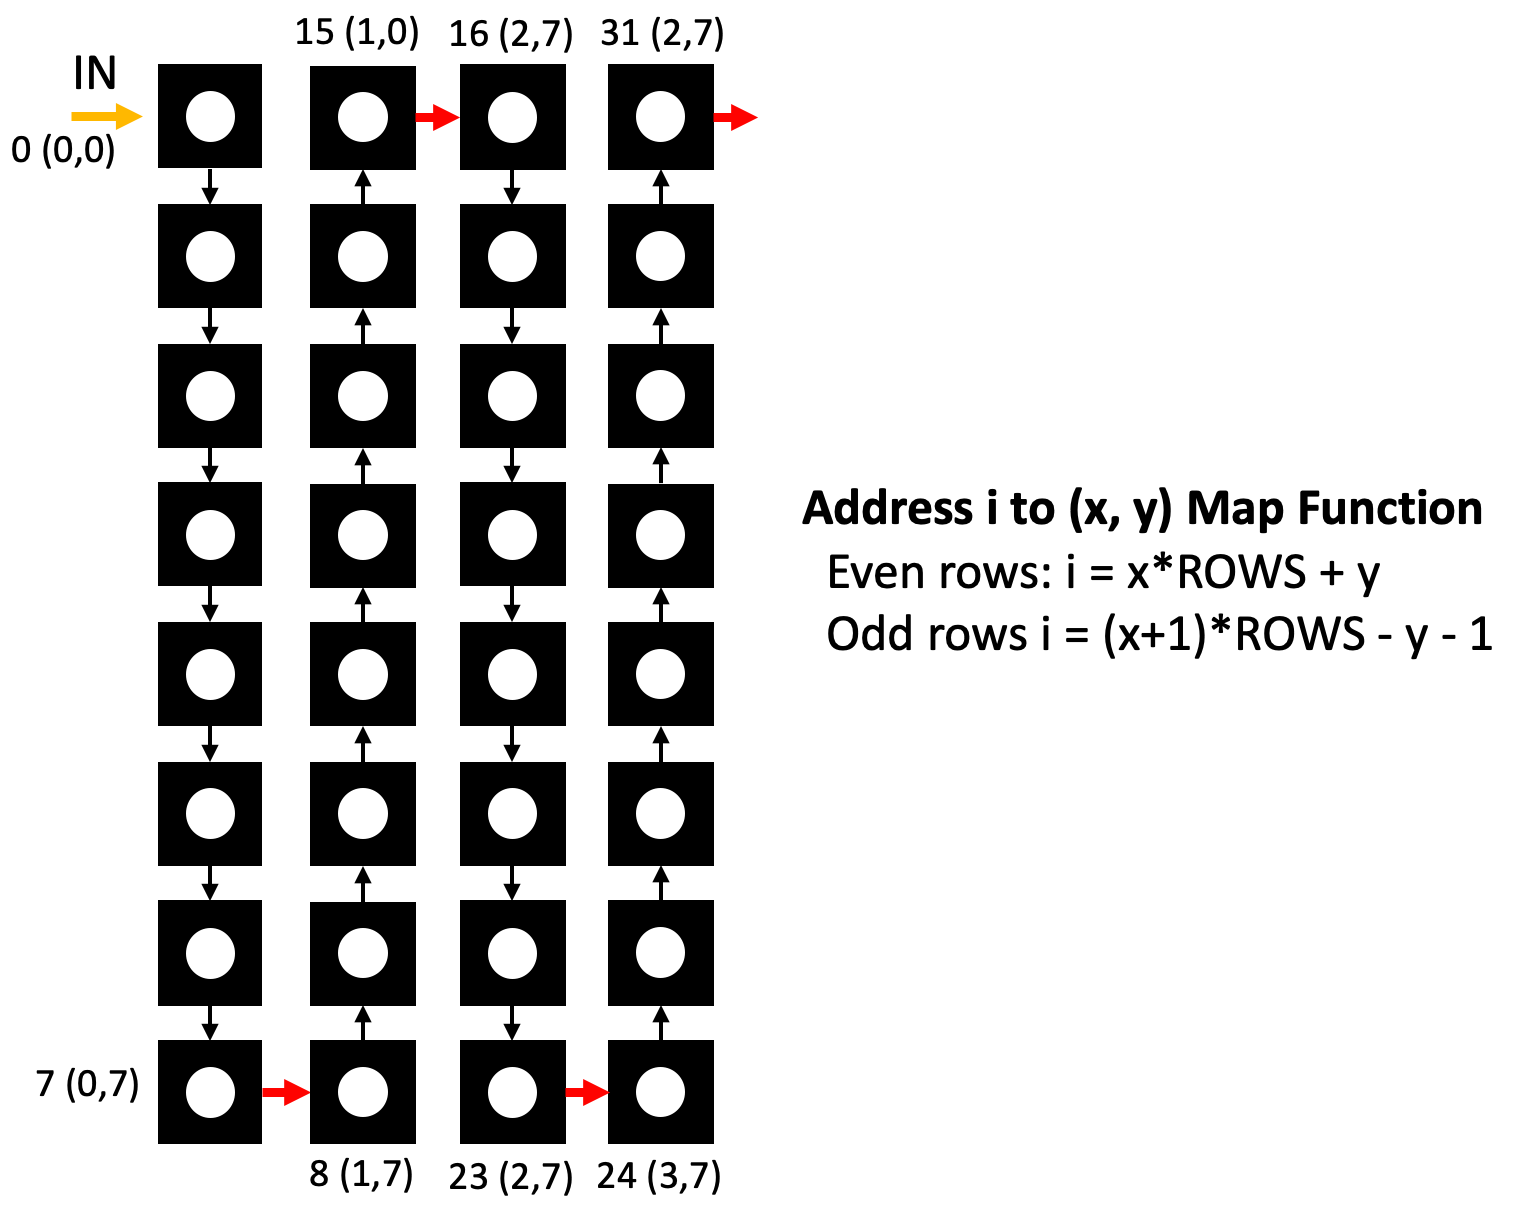 15 (1,0) 16 (2,7) 31 (2,7)
IN
0 (0,0)
Address i to (x, y) Map Function
Even rows: i = x*ROWS + y
Odd rows i = (x+1)*ROWS - y - 1
7 (0,7)
8 (1,7) 23 (2,7) 24 (3,7)